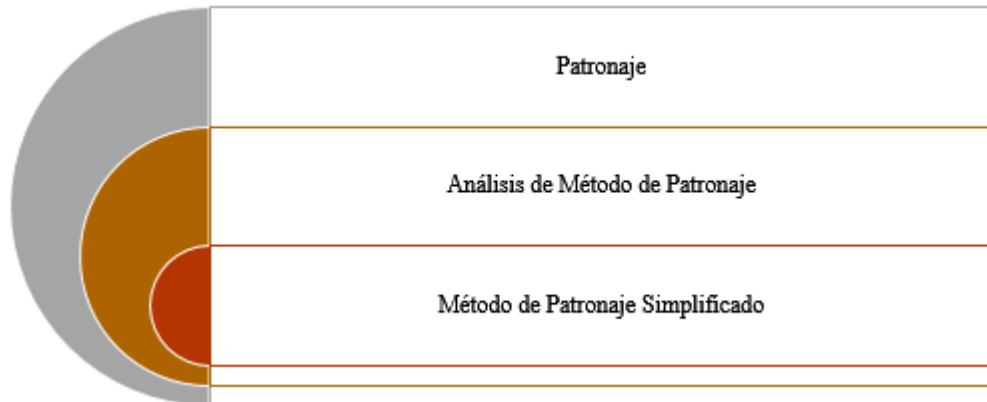 Patronaje
Análisis de Método de Patronaje
Método de Patronaje Simplificado